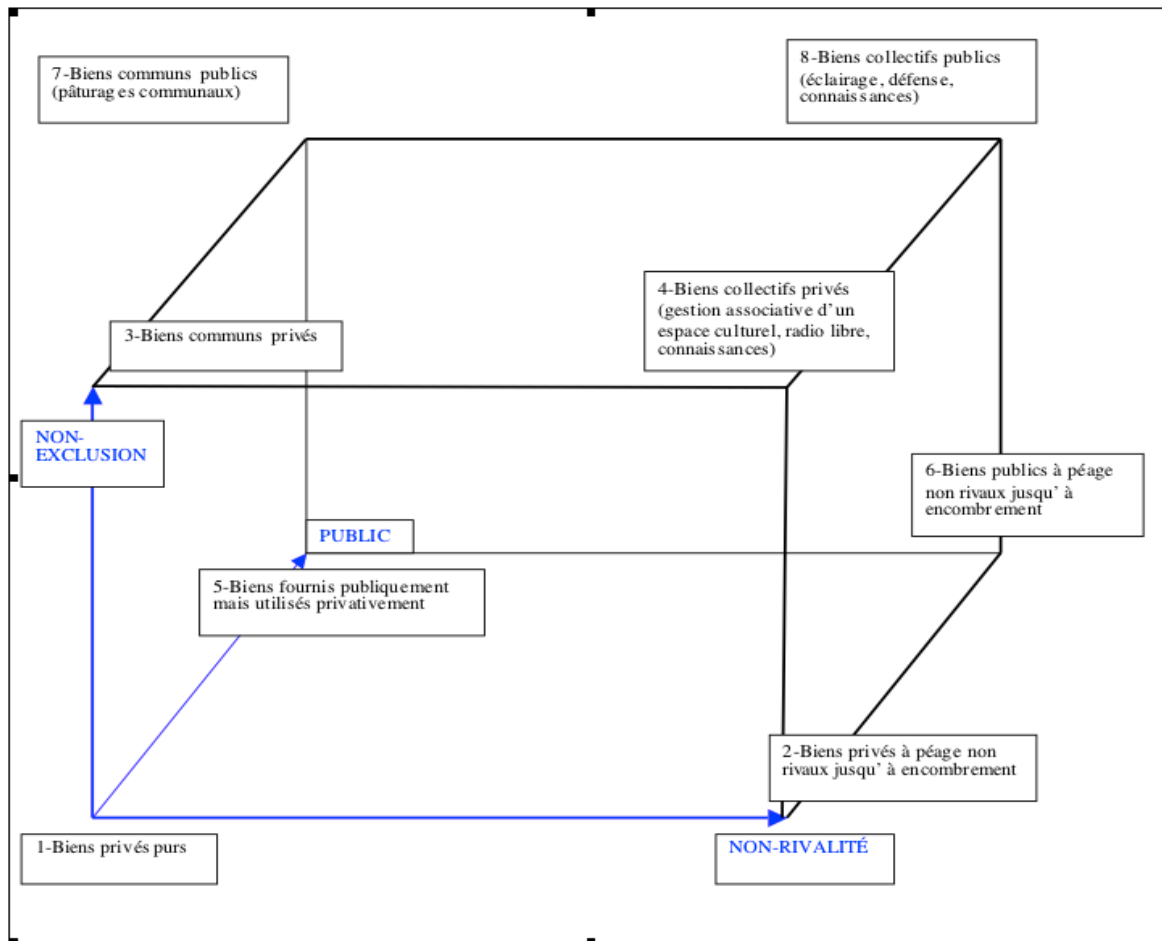 7-Biens communs publics
(pâturages communaux)
8-Biens collectifs publics
(éclairage, défense,
connaissances)
4-Biens collectifs privés
(gestion associative d'un
espace culturel, radio libre,
connaissances)
3-Biens communs privés
NON-
EXCLUSION
6-Biens publics à péage
non rivaux jusqu' à
encombrement
PUBLIC
5-Biens fournis publiquement
mais utilisés privativement
2-Biens privés à péage non
rivaux jusqu' à encombrement
1-Biens privés purs
NON-RIVALITÉ